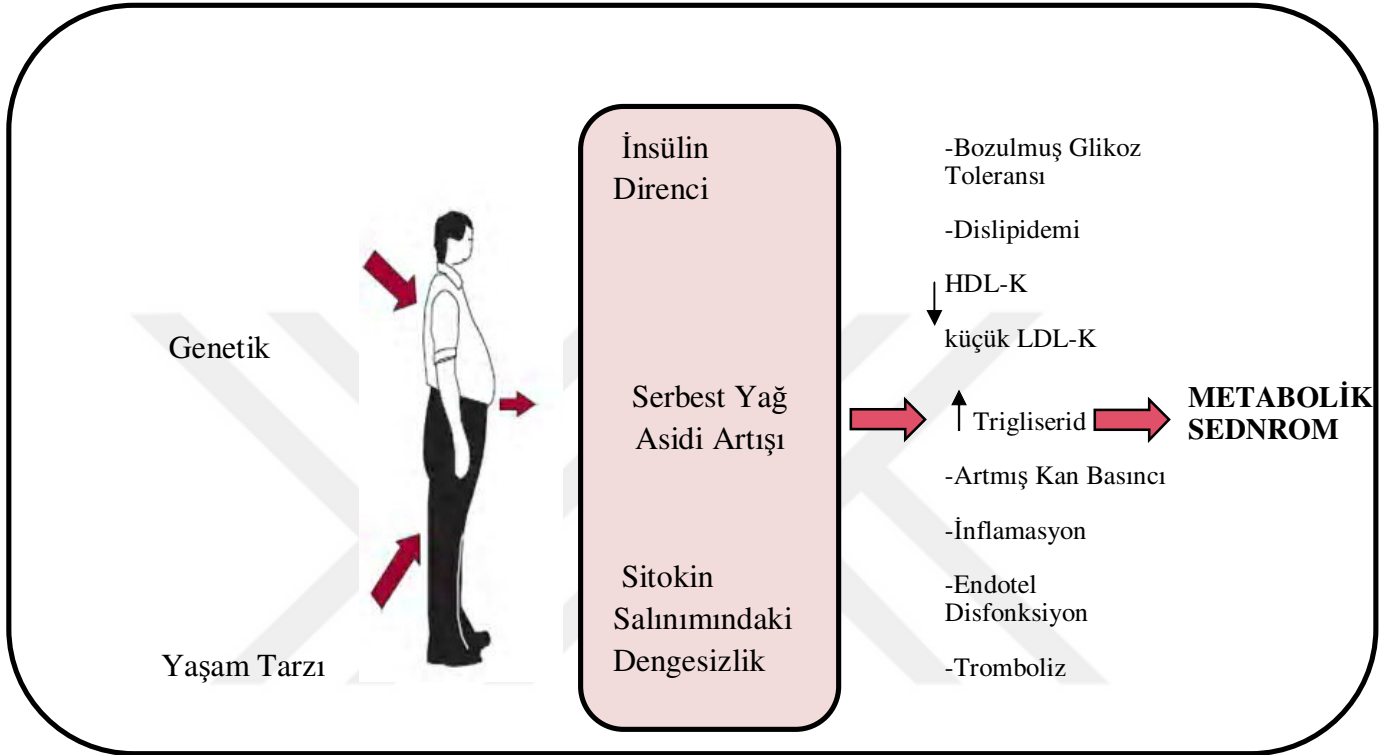 Genetik
Yaşam Tarzı
İnsülin
Direnci
Serbest Yağ
Asidi Artışı
Sitokin
Salınımındaki
Dengesizlik
-Bozulmuş Glikoz
Toleransı
-Dislipidemi
HDL-K
küçük LDL-K
Trigliserid
-Artmış Kan Basıncı
-İnflamasyon
-Endotel
Disfonksiyon
-Tromboliz
METABOLİK
SEDNROM